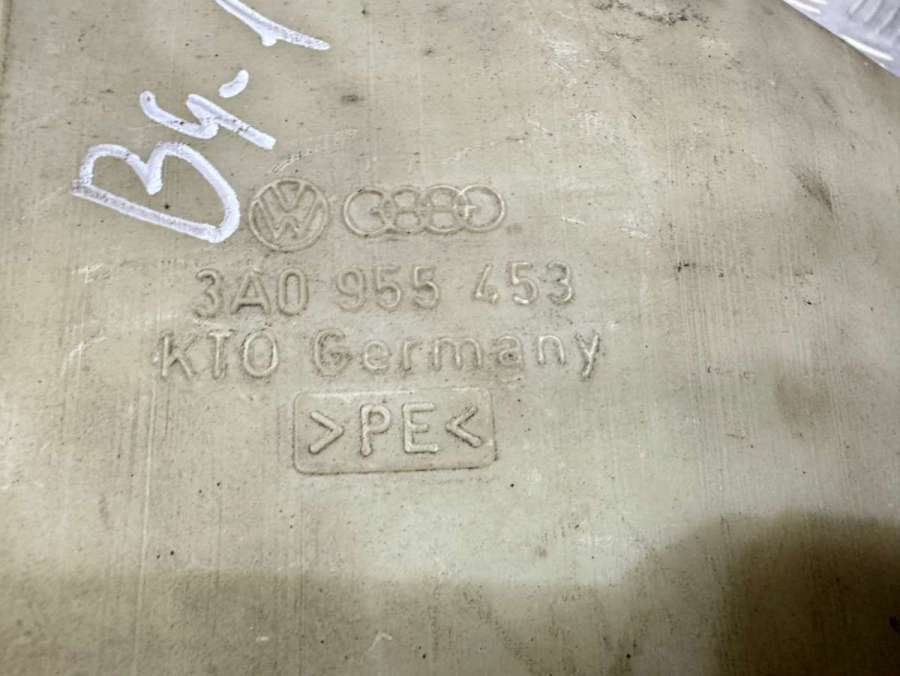 B4.
3A0 955 453
KTO Germany
>PE<